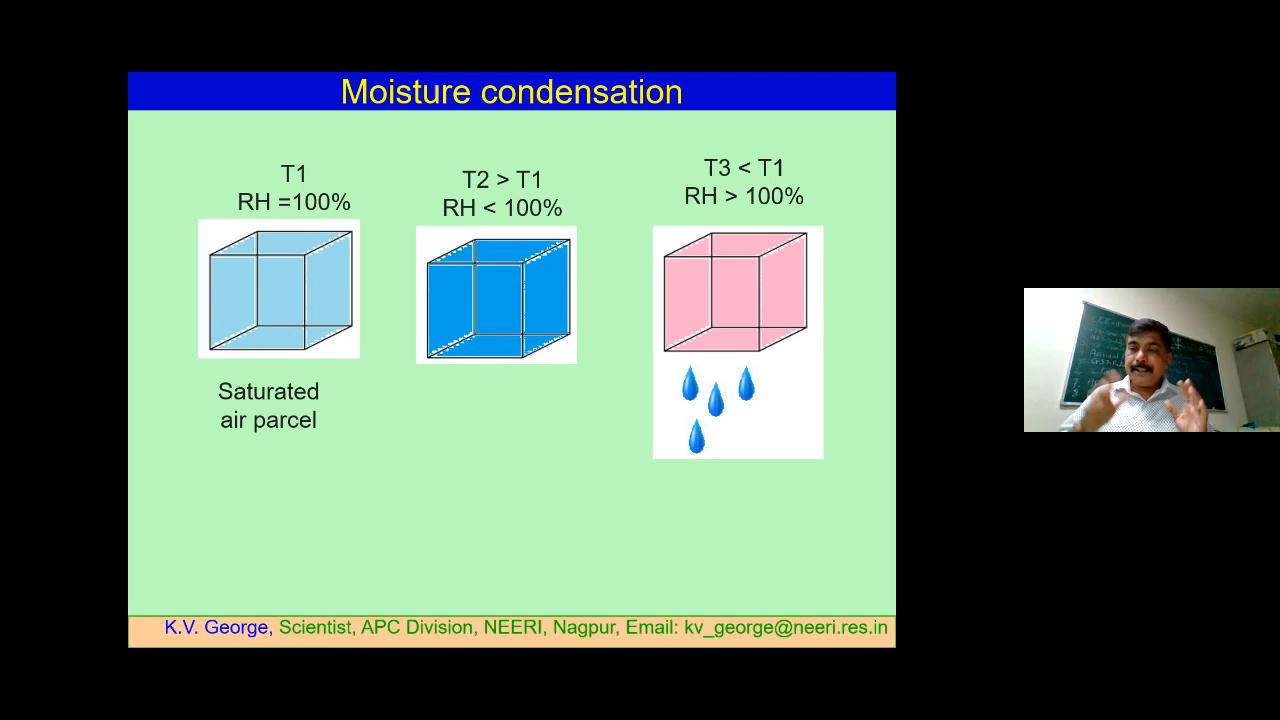 Moisture condensation
T1
RH =100%
T2 > T1
RH < 100%
T3 < T1
RH > 100%
Saturated
air parcel
K.V. George, Scientist, APC Division, NEERI, Nagpur, Email: kv_george@neeri.res.in